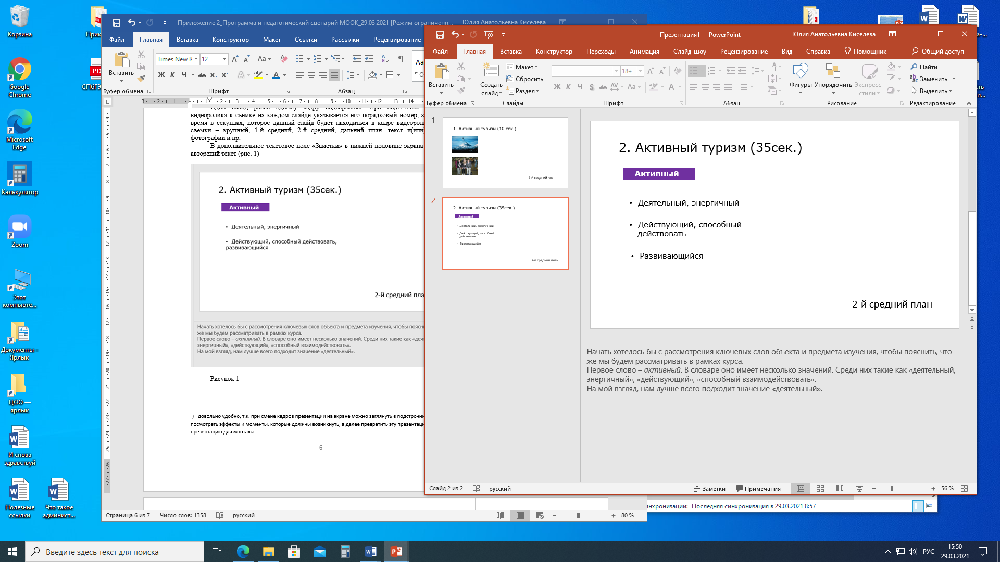 Корзина
Google
Chrome
Microsoft
Edge
Калькулятор
Zoom
Этот
компьюте...
Документы -
Ярлык
ЦОО —
ярлык
И снова
здравствуй
Полезные
ссылки
Что такое
админист...
Приложение 2_Программа и педагогический сценарий МООК_29.03.2021 [Режим ограниченн...
Юлия Анатольевна Киселева
Файл Главная Вставка Конструктор Макет Ссылки Рассылки Рецензирование
Вставить
Times New R 12
Буфер обмена Шрифт Абзац
видеоролика к съемке на каждом слайде указывается его порядковый номер, за
время в секундах, которое данный слайд будет находиться в кадре видеороли
съемки – крупный, 1-й средний, 2-й средний, дальний план, текст и(или)
фотографии и пр.
В дополнительное текстовое поле «Заметки» в нижней половине экрана
авторский текст (рис. 1)
2. Активный туризм (35сек.)
Активный
• Деятельный, энергичный
• Действующий, способный действовать,
развивающийся
2-й средний пла
Начать хотелось бы с рассмотрения ключевых слов объекта и предмета изучения, чтобы поясни
же мы будем рассматривать в рамках курса.
Первое слово – активный. В словаре оно имеет несколько значений. Среди них такие как «деят
энергичный», «действующий», «способный взаимодействовать».
На мой взгляд, нам лучше всего подходит значение «деятельный».
Рисунок 1 –
)– довольно удобно, т.к. при смене кадров презентации на экране можно заглянуть в подстрочни
посмотреть эффекты и моменты, которые должны возникнуть, а далее превратить эту презентаци
презентацию для монтажа.
6
Страница 6 из 7 Число слов: 1358 русский 80 %
Презентация1 - PowerPoint
Юлия Анатольевна Киселева
Файл Главная Вставка Конструктор Переходы Анимация Слайд-шоу Рецензирование Вид Справка Помощник Общий доступ
Вставить
Создать
слайд
Макет
Сбросить
Раздел
18+
Фигуры Упорядочить Экспресс-
стили
Найти
Заменить
Выделить
Буфер обмена Слайды Шрифт Абзац Рисование Редактирование
1
1. Активный туризм (10 сек.)
2-й средний план
2
2. Активный туризм (35сек.)
Активный
• Деятельный, энергичный
• Действующий, способный
действовать
• Развивающийся
2-й средний план
2. Активный туризм (35сек.)
Активный
• Деятельный, энергичный
• Действующий, способный
действовать
• Развивающийся
2-й средний план
Начать хотелось бы с рассмотрения ключевых слов объекта и предмета изучения, чтобы пояснить, что
же мы будем рассматривать в рамках курса.
Первое слово – активный. В словаре оно имеет несколько значений. Среди них такие как «деятельный,
энергичный», «действующий», «способный взаимодействовать».
На мой взгляд, нам лучше всего подходит значение «деятельный».
Слайд 2 из 2 русский Заметки Примечания 56 %
нхронизации: Последняя синхронизация в 29.03.2021 8:57
Введите здесь текст для поиска
РУС
15:50
29.03.2021